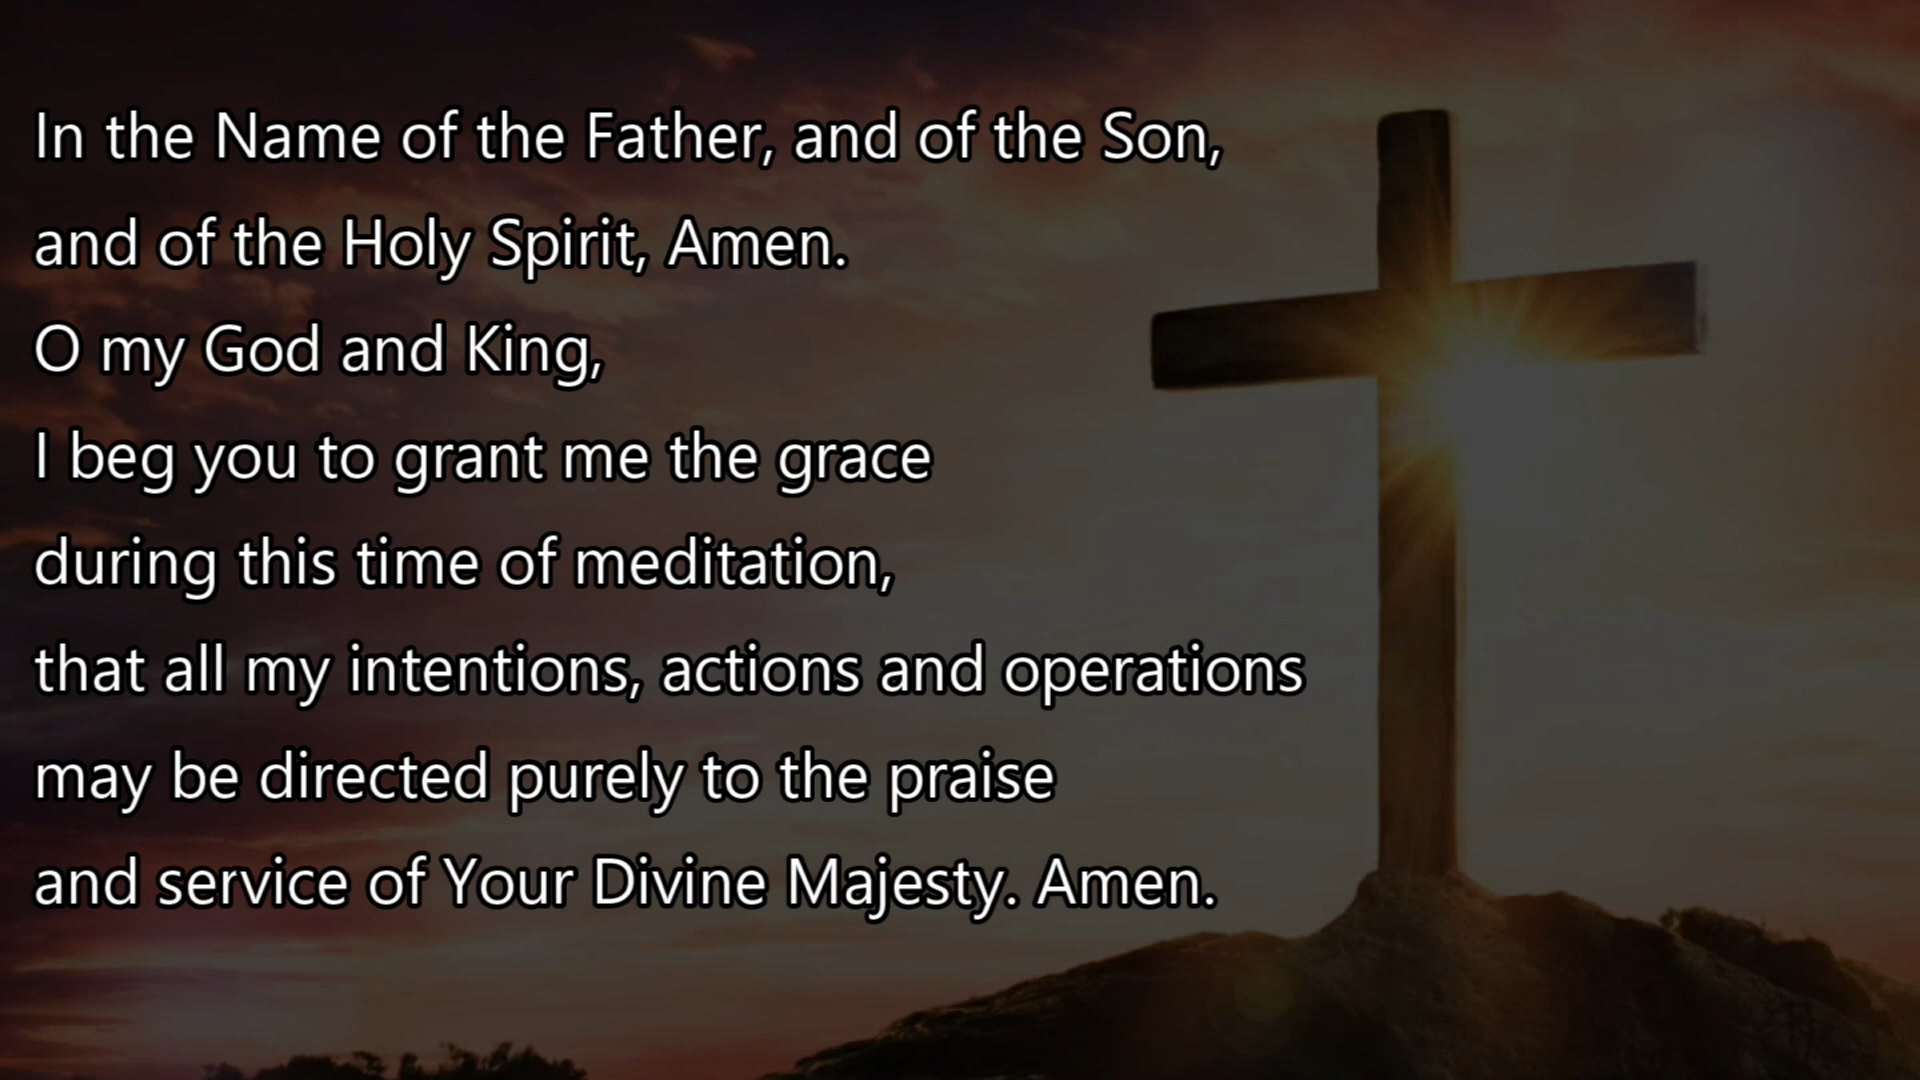 In the Name of the Father, and of the Son,
and of the Holy Spirit, Amen.
O my God and King,
I beg you to grant me the grace
during this time of meditation,
that all my intentions, actions and operations
may be directed purely to the praise
and service of Your Divine Majesty. Amen.